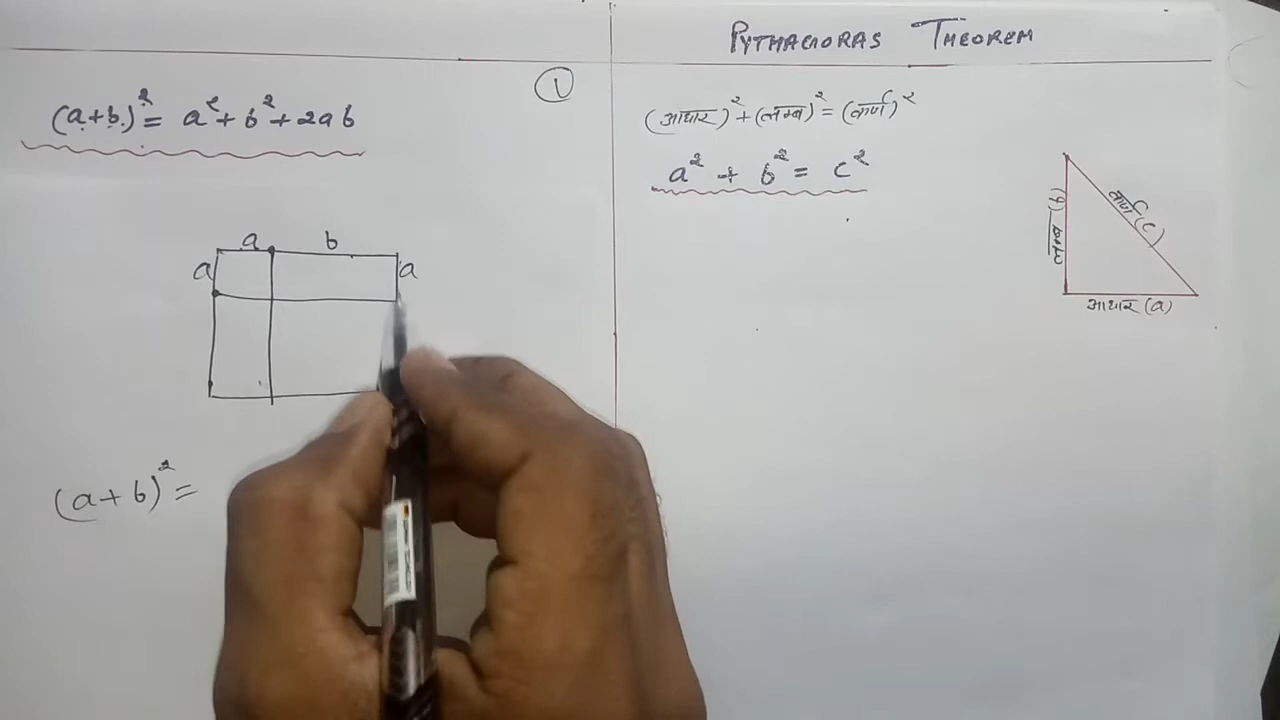 ①
(a+b)² = a² + b² + 2ab
a b
a a
(a+b)² =
PYTHAGORAS THEOREM
(आधार)² + (लम्ब)² = (कर्ण)²
a² + b² = c²
कर्ण (c)
लम्ब (b)
आधार (a)